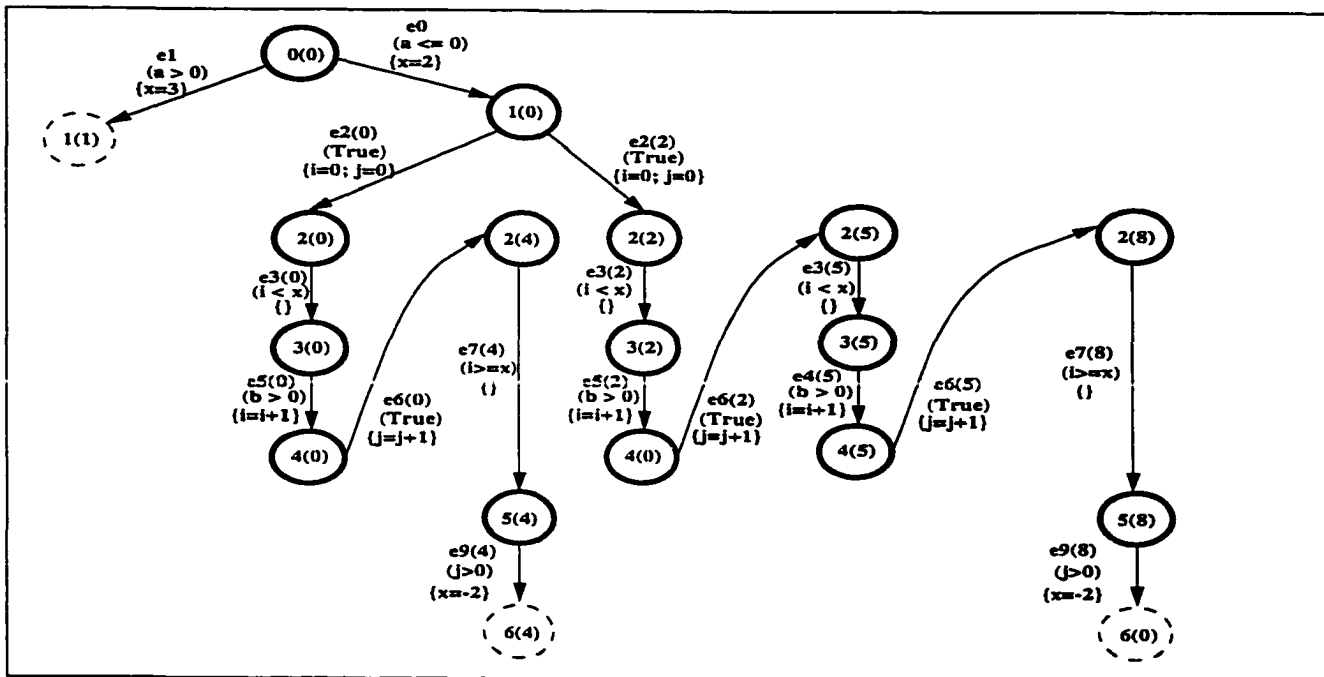 e0
(a <= 0)
{x=2}
e1
(a > 0)
{x=3}
0(0)
1(0)
1(1)
e2(0)
(True)
{i=0; j=0}
e2(2)
(True)
{i=0; j=0}
2(0)
2(4)
2(2)
2(5)
2(8)
e3(0)
(i < x)
{}
e3(2)
(i < x)
{}
e3(5)
(i < x)
{}
3(0)
3(2)
3(5)
e7(4)
(i>=x)
{}
e7(8)
(i>=x)
{}
e5(0)
(b > 0)
{i=i+1}
e6(0)
(True)
{j=j+1}
e5(2)
(b > 0)
{i=i+1}
e6(2)
(True)
{j=j+1}
e4(5)
(b > 0)
{i=i+1}
e6(5)
(True)
{j=j+1}
4(0)
4(0)
4(5)
5(4)
5(8)
e9(4)
(j>0)
{x=-2}
e9(8)
(j>0)
{x=-2}
6(4)
6(0)